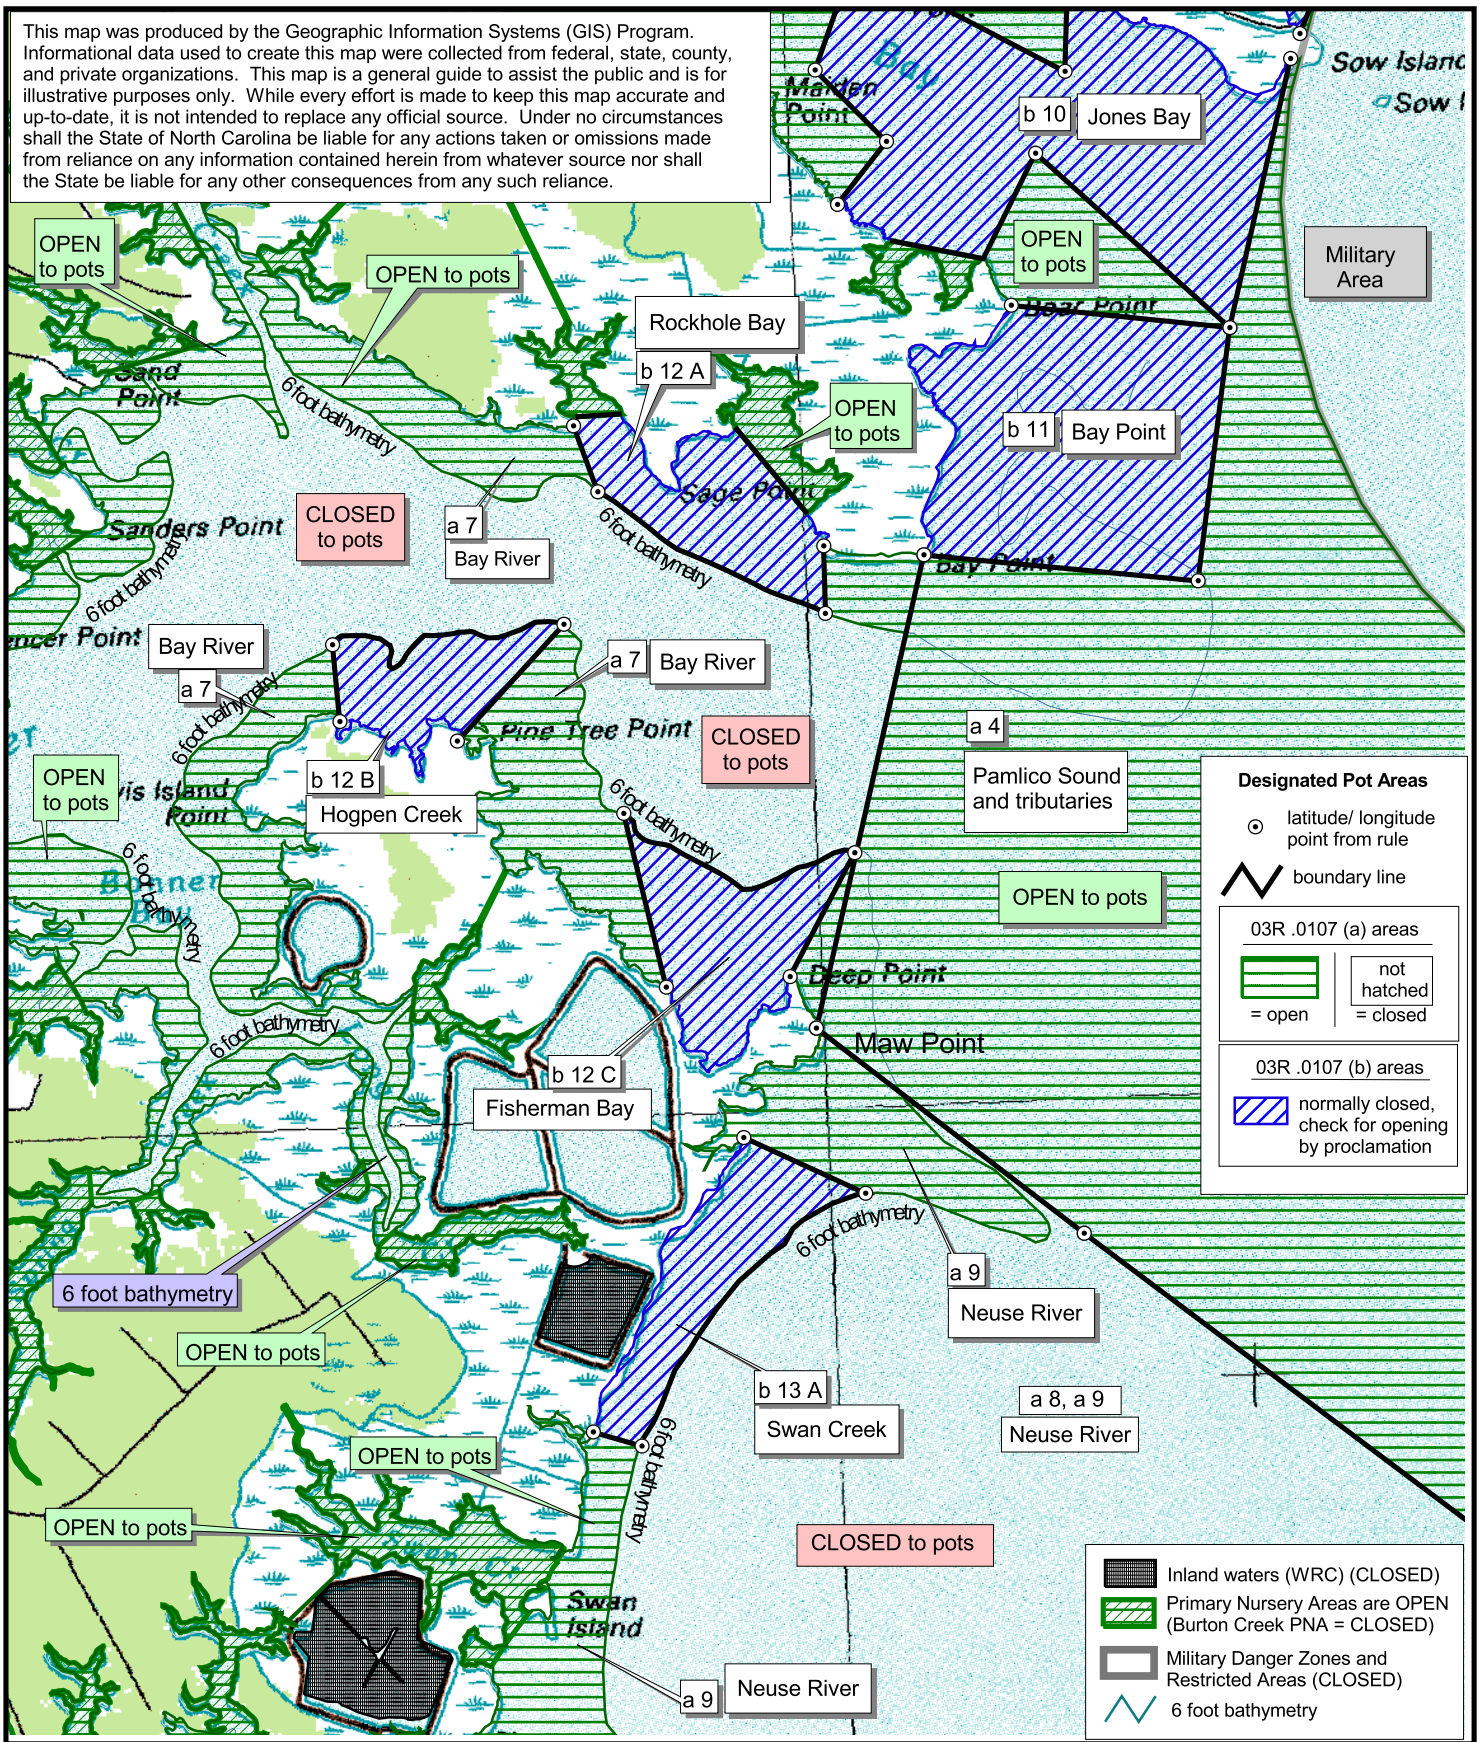 This map was produced by the Geographic Information Systems (GIS) Program.
Informational data used to create this map were collected from federal, state, county,
and private organizations. This map is a general guide to assist the public and is for
illustrative purposes only. While every effort is made to keep this map accurate and
up-to-date, it is not intended to replace any official source. Under no circumstances
shall the State of North Carolina be liable for any actions taken or omissions made
from reliance on any information contained herein from whatever source nor shall
the State be liable for any other consequences from any such reliance.
Bay
Maiden
Point
b 10
Jones Bay
Sow Island
Sow
OPEN
to pots
OPEN to pots
OPEN
to pots
Military
Area
Boar Point
Rockhole Bay
b 12 A
Sand
Point
6 foot bathymetry
OPEN
to pots
b 11
Bay Point
Sage Point
Sanders Point
CLOSED
to pots
a 7
Bay River
6 foot bathymetry
Bay Point
6 foot bathymetry
encer Point
Bay River
a 7
a 7
Bay River
6 foot bathymetry
Pine Tree Point
CLOSED
to pots
a 4
Pamlico Sound
and tributaries
er
OPEN
to pots
vis Island
Point
b 12 B
Hogpen Creek
6 foot bathymetry
6 foot bathymetry
Bonner
Bay
OPEN to pots
Deep Point
6 foot bathymetry
Maw Point
b 12 C
Fisherman Bay
Designated Pot Areas
latitude/ longitude
point from rule
boundary line
03R .0107 (a) areas
not
hatched
= open
= closed
03R .0107 (b) areas
normally closed,
check for opening
by proclamation
6 foot bathymetry
6 foot bathymetry
a 9
Neuse River
OPEN to pots
b 13 A
Swan Creek
a 8, a 9
Neuse River
6 foot bathymetry
OPEN to pots
OPEN to pots
Swan Cr
CLOSED to pots
Swan
Island
a 9
Neuse River
Inland waters (WRC) (CLOSED)
Primary Nursery Areas are OPEN
(Burton Creek PNA = CLOSED)
Military Danger Zones and
Restricted Areas (CLOSED)
6 foot bathymetry